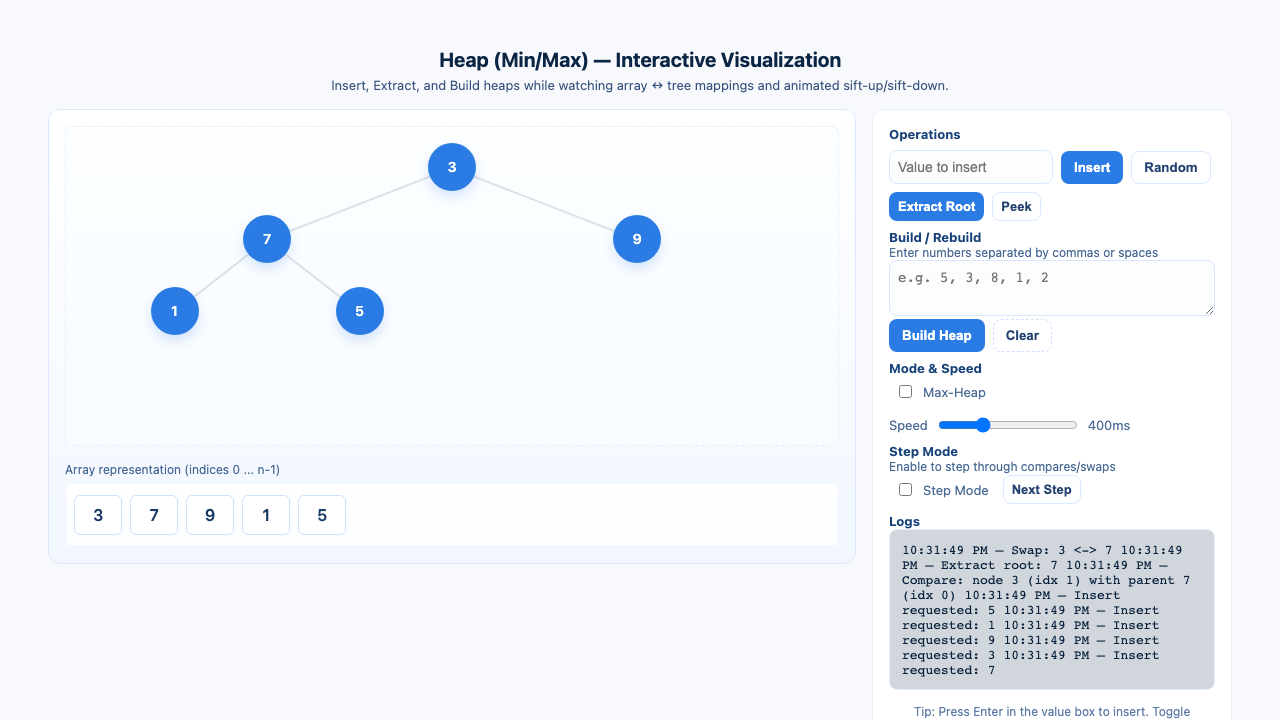 Heap (Min/Max) — Interactive Visualization
Insert, Extract, and Build heaps while watching array ↔ tree mappings and animated sift-up/sift-down.
3
7
9
1
5
Array representation (indices 0 … n-1)
3 7 9 1 5
Operations
Value to insert Insert Random
Extract Root Peek
Build / Rebuild
Enter numbers separated by commas or spaces
e.g. 5, 3, 8, 1, 2
Build Heap Clear
Mode & Speed
Max-Heap
Speed 400ms
Step Mode
Enable to step through compares/swaps
Step Mode Next Step
Logs
10:31:49 PM — Swap: 3 <-> 7 10:31:49
PM — Extract root: 7 10:31:49 PM —
Compare: node 3 (idx 1) with parent 7
(idx 0) 10:31:49 PM — Insert
requested: 5 10:31:49 PM — Insert
requested: 1 10:31:49 PM — Insert
requested: 9 10:31:49 PM — Insert
requested: 3 10:31:49 PM — Insert
requested: 7
Tip: Press Enter in the value box to insert. Toggle